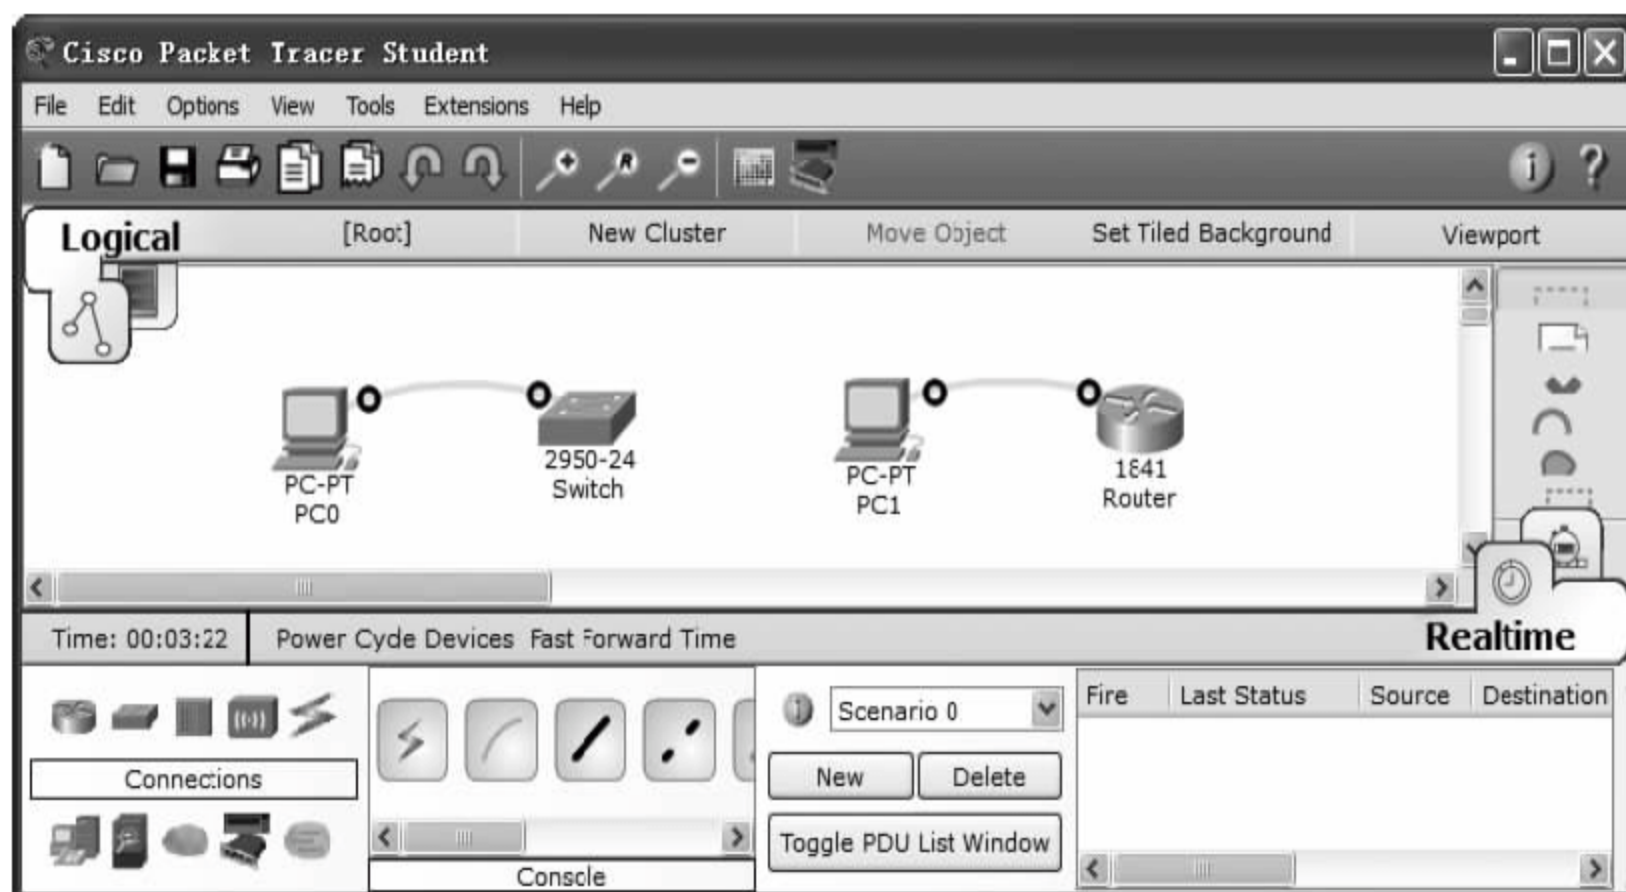 Cisco Packet Tracer Student
File Edit Options View Tools Extensions Help
Logical [Root] New Cluster Move Object Set Tiled Background Viewport
PC-PT
PC0
2950-24
Switch
PC-PT
PC1
1841
Router
Time: 00:03:22 Power Cycle Devices Fast Forward Time Realtime
Connections
Console
Scenario 0
New Delete
Toggle PDU List Window
Fire Last Status Source Destination